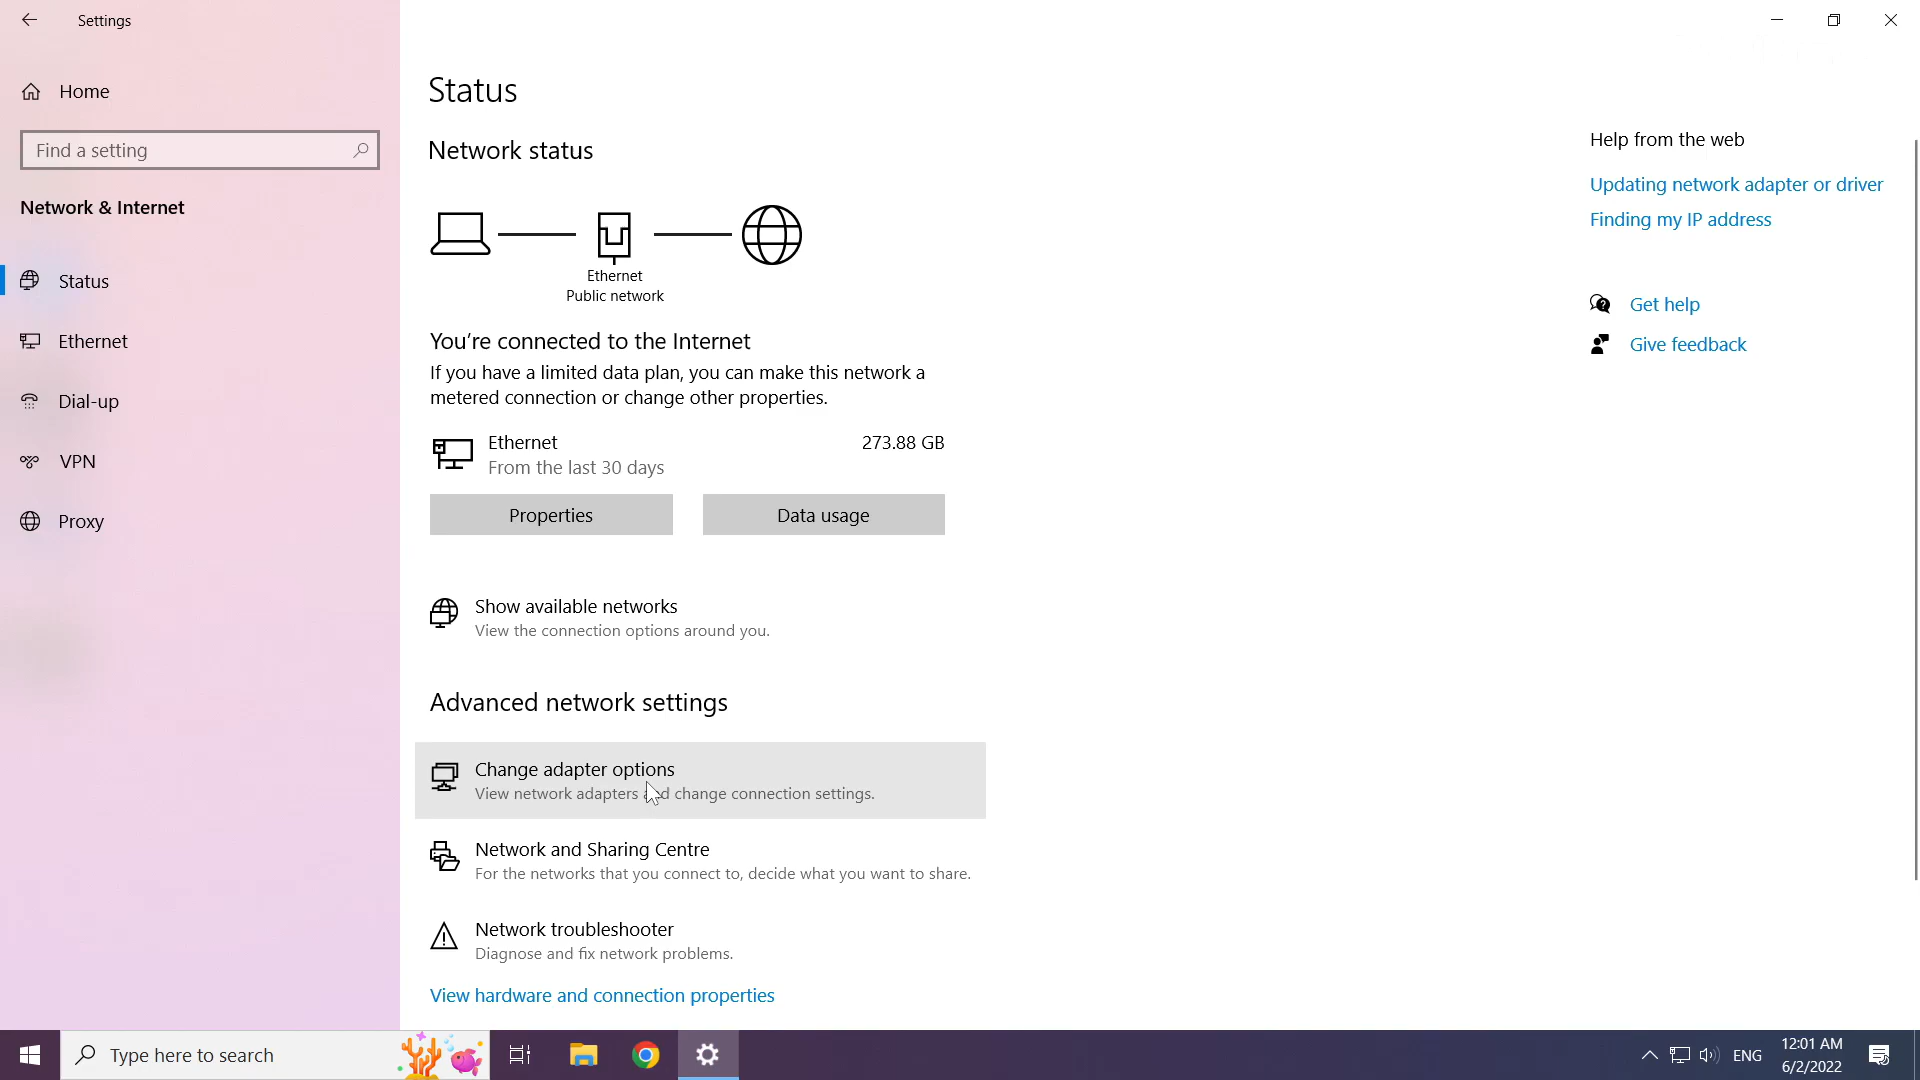 Settings
Home
Find a setting
Network & Internet
Status
Ethernet
Dial-up
VPN
Proxy
Status
Network status
Ethernet
Public network
You're connected to the Internet
If you have a limited data plan, you can make this network a
metered connection or change other properties.
Ethernet 273.88 GB
From the last 30 days
Properties Data usage
Show available networks
View the connection options around you.
Advanced network settings
Change adapter options
View network adapters and change connection settings.
Network and Sharing Centre
For the networks that you connect to, decide what you want to share.
Network troubleshooter
Diagnose and fix network problems.
View hardware and connection properties
Help from the web
Updating network adapter or driver
Finding my IP address
Get help
Give feedback
Type here to search
ENG
12:01 AM
6/2/2022